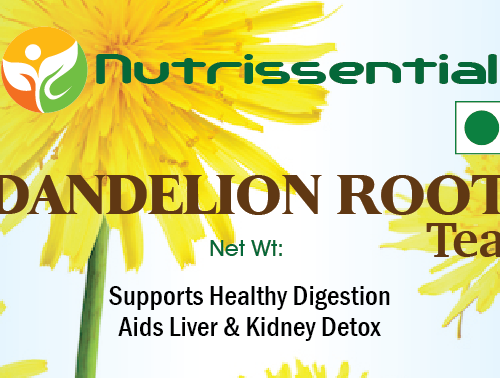 Nutrissential
DANDELION ROOT
Tea
Net Wt:
Supports Healthy Digestion
Aids Liver & Kidney Detox